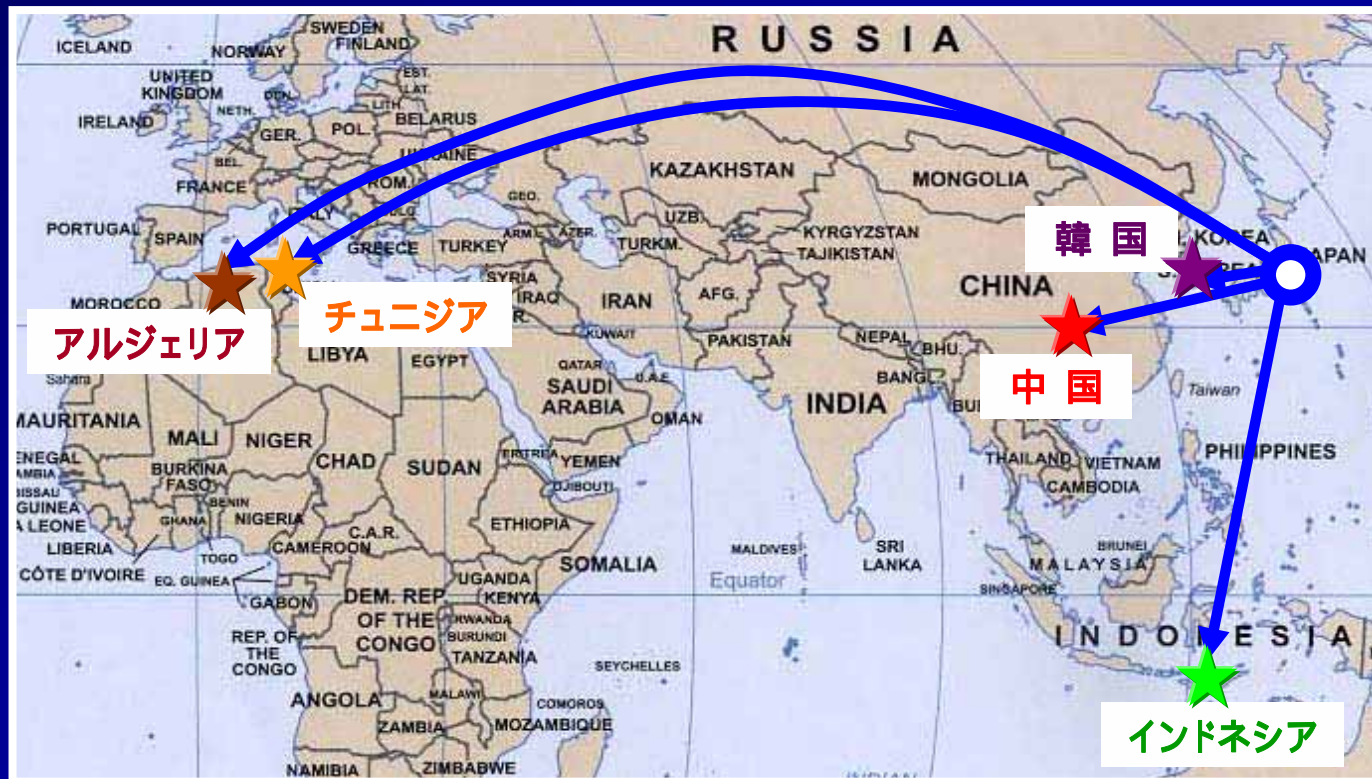 RUSSIA
ICELAND
NORWAY
SWEDEN
FINLAND
UNITED
KINGDOM
DEN.
EST.
LAT.
LITH.
NETH.
IRELAND
BELARUS
GER.
POL.
BEL.
UKRAINE
FRANCE
ROM.
KAZAKHSTAN
MONGOLIA
PORTUGAL
SPAIN
ITALY
GREECE
TURKEY
GEO.
ARM.
AZER.
UZB.
TURKM.
KYRGYZSTAN
TAJIKISTAN
韓 国
N. KOREA
S. KOREA
JAPAN
MOROCCO
アルジェリア
チュニジア
SYRIA
IRAQ
IRAN
AFG.
CHINA
KUWAIT
PAKISTAN
NEPAL
BHU.
中 国
LIBYA
EGYPT
QATAR
U.A.E.
SAUDI
ARABIA
OMAN
INDIA
BANGL.
Taiwan
Sahara
MAURITANIA
MALI
NIGER
CHAD
SUDAN
ERITREA
YEMEN
DJIBOUTI
THAILAND
VIETNAM
CAMBODIA
PHILIPPINES
SENEGAL
GAMBIA
BISSAU
GUINEA
A LEONE
BURKINA
FASO
BENIN
GHANA
NIGERIA
TOGO
LIBERIA
CÔTE D'IVOIRE
C.A.R.
CAMEROON
ETHIOPIA
SOMALIA
MALDIVES
SRI
LANKA
BRUNEI
MALAYSIA
SINGAPORE
Equator
EQ. GUINEA
GABON
REP. OF
THE
CONGO
DEM. REP.
OF THE
CONGO
UGANDA
KENYA
RWANDA
BURUNDI
TANZANIA
SEYCHELLES
INDONESIA
ANGOLA
ZAMBIA
MALAWI
COMOROS
MOZAMBIQUE
NAMIBIA
ZIMBABWE
インドネシア